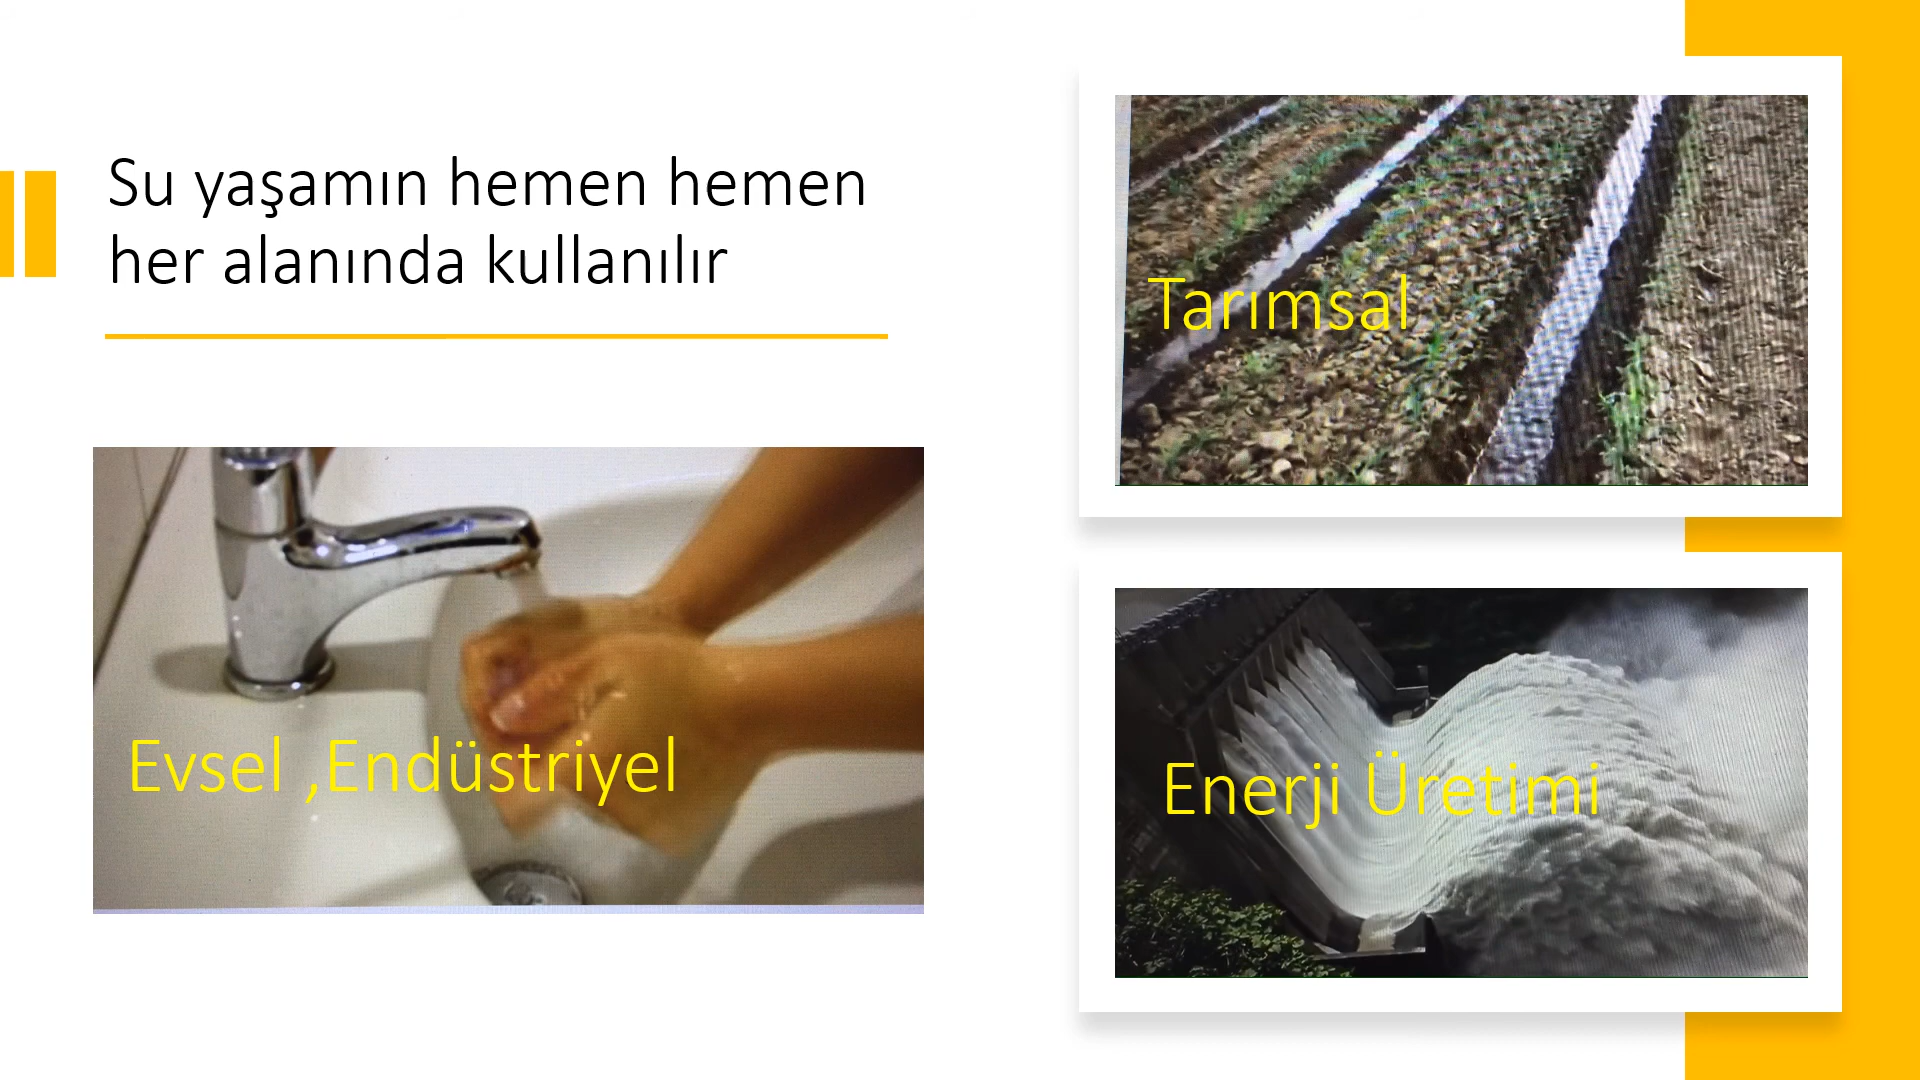 Su yaşamın hemen hemen
her alanında kullanılır
Tarımsal
Evsel ,Endüstriyel
Enerji Üretimi